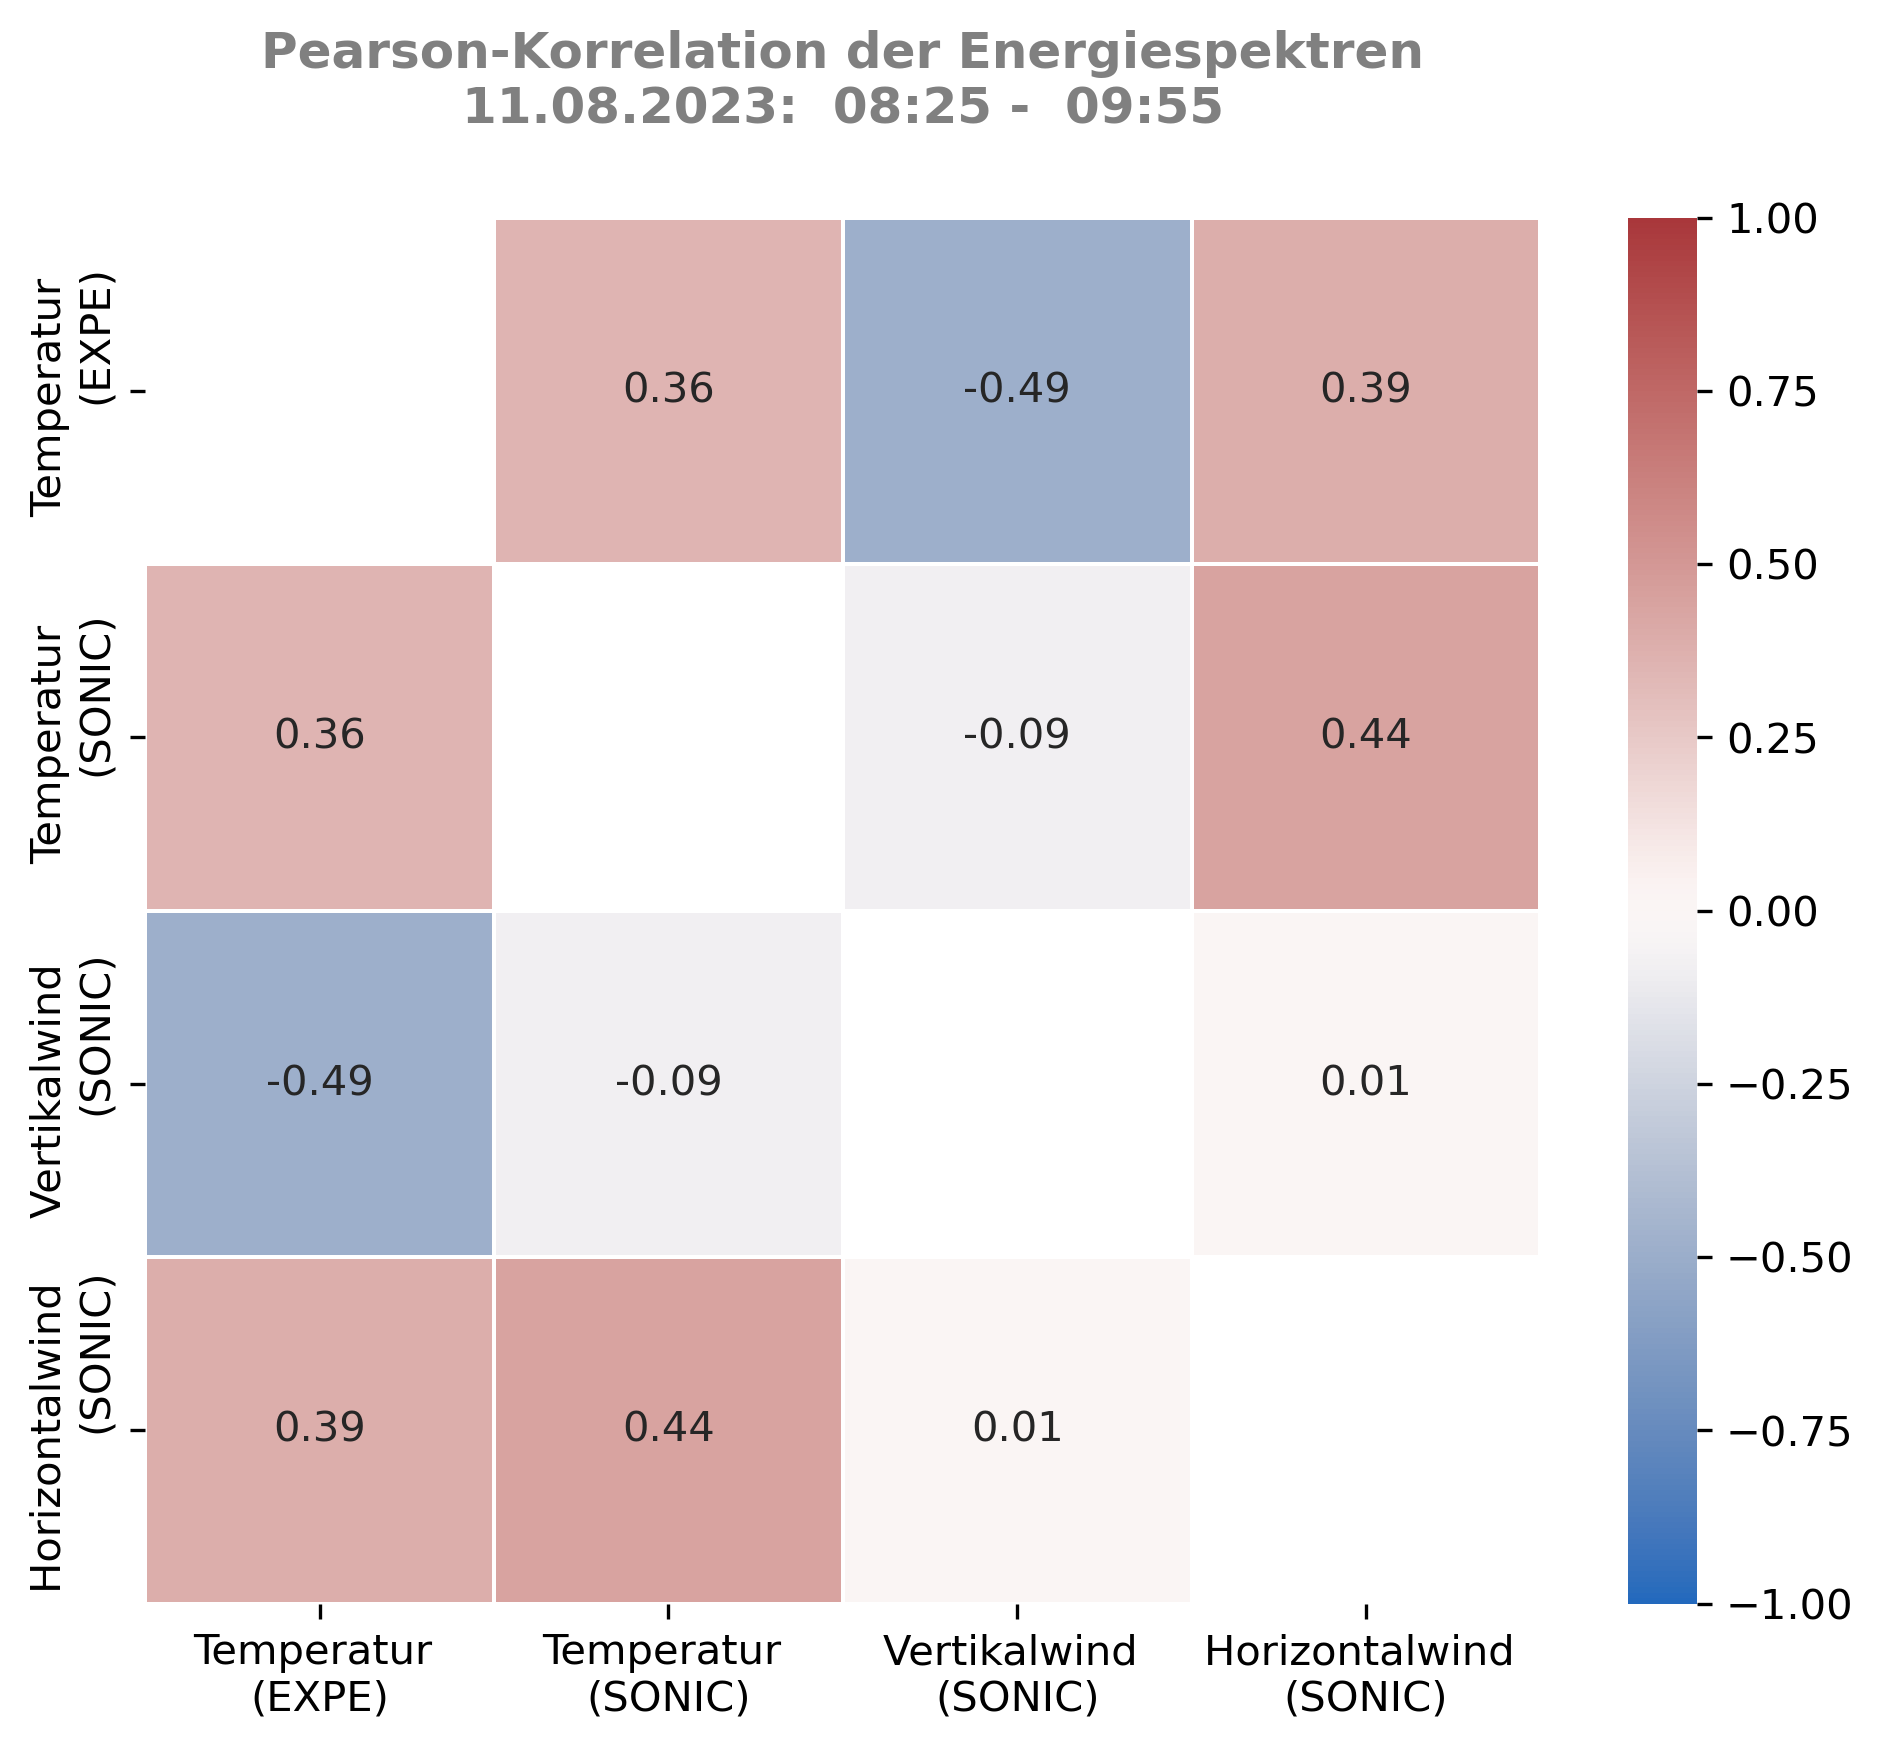 Pearson-Korrelation der Energiespektren
11.08.2023:  08:25 -  09:55
Temperatur
(EXPE)
0.36
-0.49
0.39
Temperatur
(SONIC)
0.36
-0.09
0.44
Vertikalwind
(SONIC)
-0.49
-0.09
0.01
Horizontalwind
(SONIC)
0.39
0.44
0.01
Temperatur
(EXPE)
Temperatur
(SONIC)
Vertikalwind
(SONIC)
Horizontalwind
(SONIC)
1.00
0.75
0.50
0.25
0.00
−0.25
−0.50
−0.75
−1.00